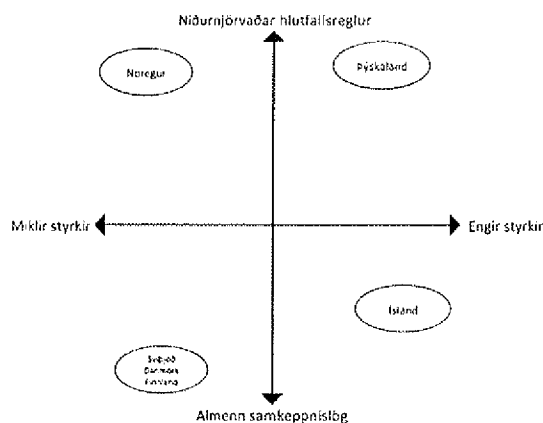 Niðurnjörvaðar hlutfallsreglur
Noregur
Þýskaland
Miklir styrkir
Engir styrkir
Ísland
Svíþjóð
Danmörk
Finnland
Almenn samkeppnislög